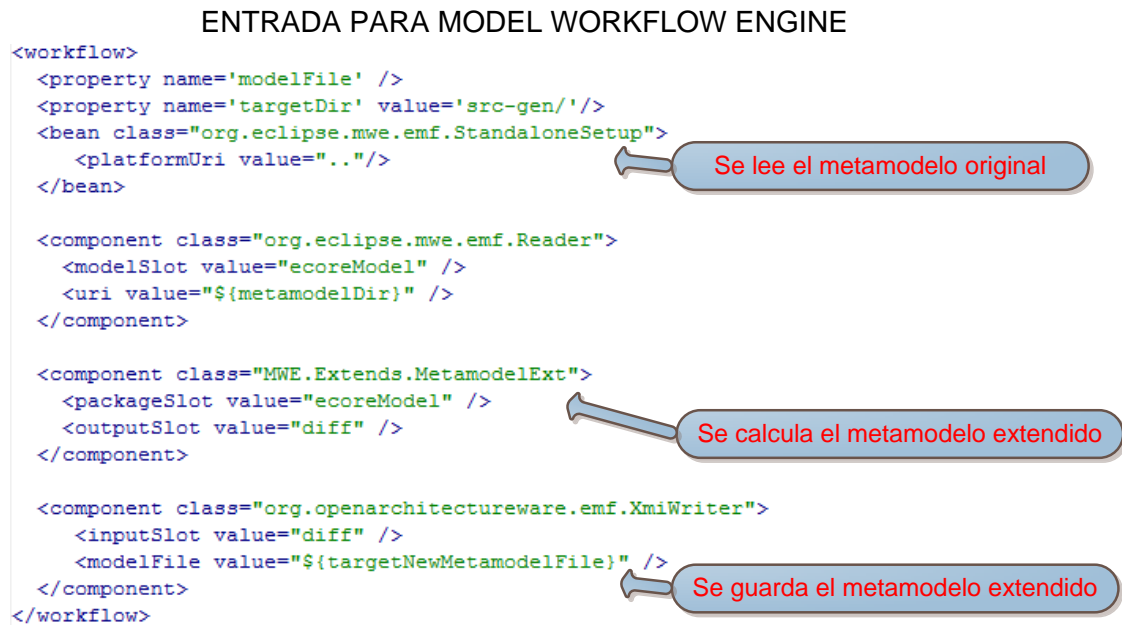 ENTRADA PARA MODEL WORKFLOW ENGINE
<workflow>
<property name='modelFile' />
<property name='targetDir' value='src-gen/'/>
<bean class="org.eclipse.mwe.emf.StandaloneSetup">
<platformUri value=".."/>
Se lee el metamodelo original
</bean>
<component class="org.eclipse.mwe.emf.Reader">
<modelSlot value="ecoreModel" />
<uri value="${metamodelDir}" />
</component>
<component class="MWE.Extends.MetamodelExt">
<packageSlot value="ecoreModel" />
<outputSlot value="diff" />
Se calcula el metamodelo extendido
</component>
<component class="org.openarchitectureware.emf.XmiWriter">
<inputSlot value="diff" />
<modelFile value="${targetNewMetamodelFile}" />
Se guarda el metamodelo extendido
</component>
</workflow>